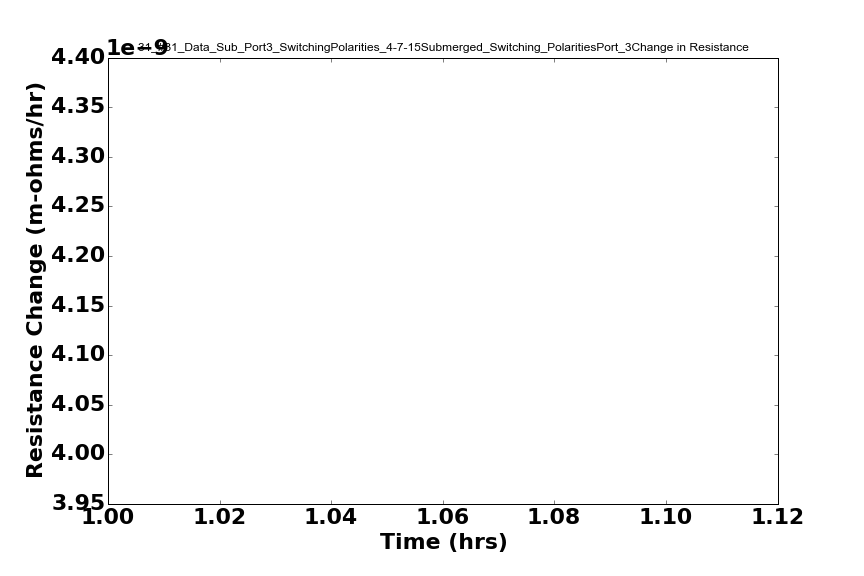 1e−9
31_#31_Data_Sub_Port3_SwitchingPolarities_4-7-15Submerged_Switching_PolaritiesPort_3Change in Resistance
4.40
4.35
4.30
4.25
4.20
4.15
4.10
4.05
4.00
3.95
Resistance Change (m-ohms/hr)
1.00 1.02 1.04 1.06 1.08 1.10 1.12
Time (hrs)